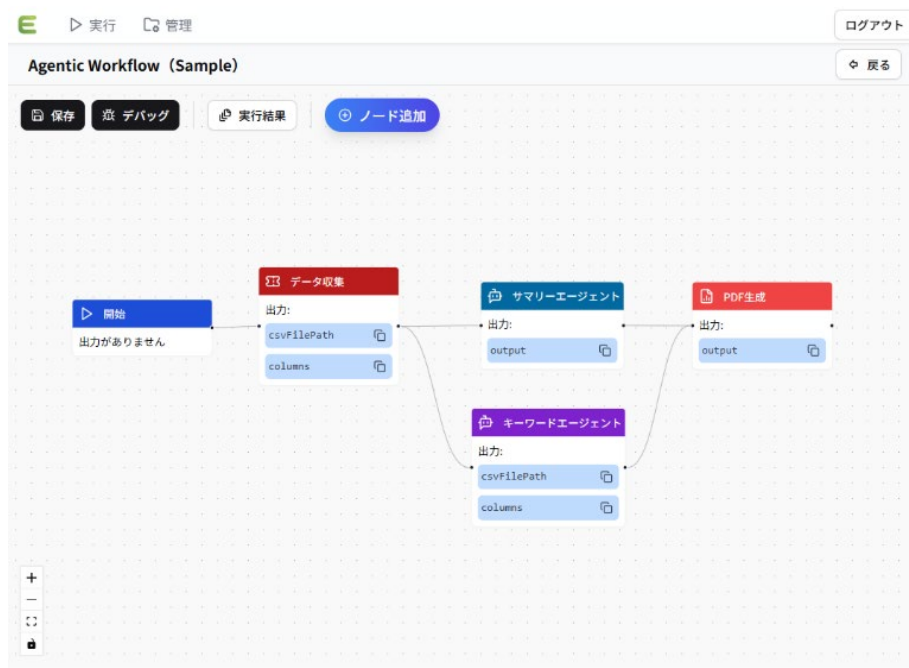 E
実行
管理
ログアウト
Agentic Workflow（Sample）
戻る
保存
デバッグ
実行結果
ノード追加
開始
出力がありません
データ収集
出力:
csvFilePath
columns
サマリーエージェント
出力:
output
PDF生成
出力:
output
キーワードエージェント
出力:
csvFilePath
columns